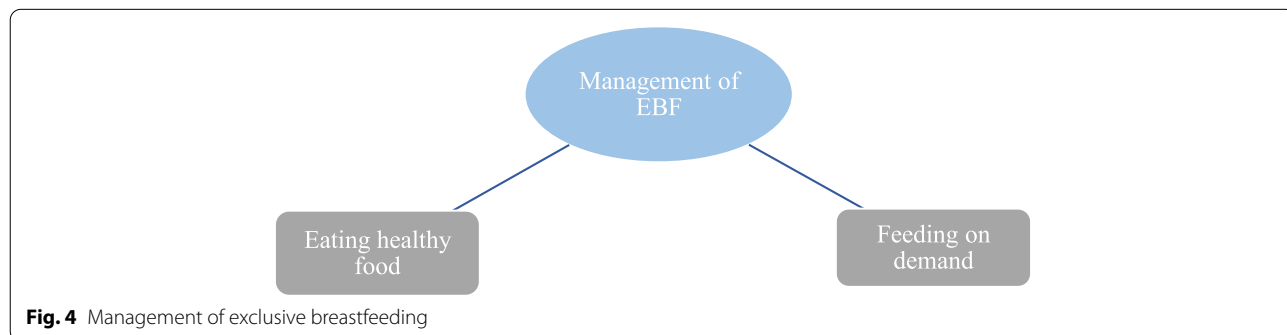 Management of
EBF
Eating healthy
food
Feeding on
demand
Fig. 4 Management of exclusive breastfeeding